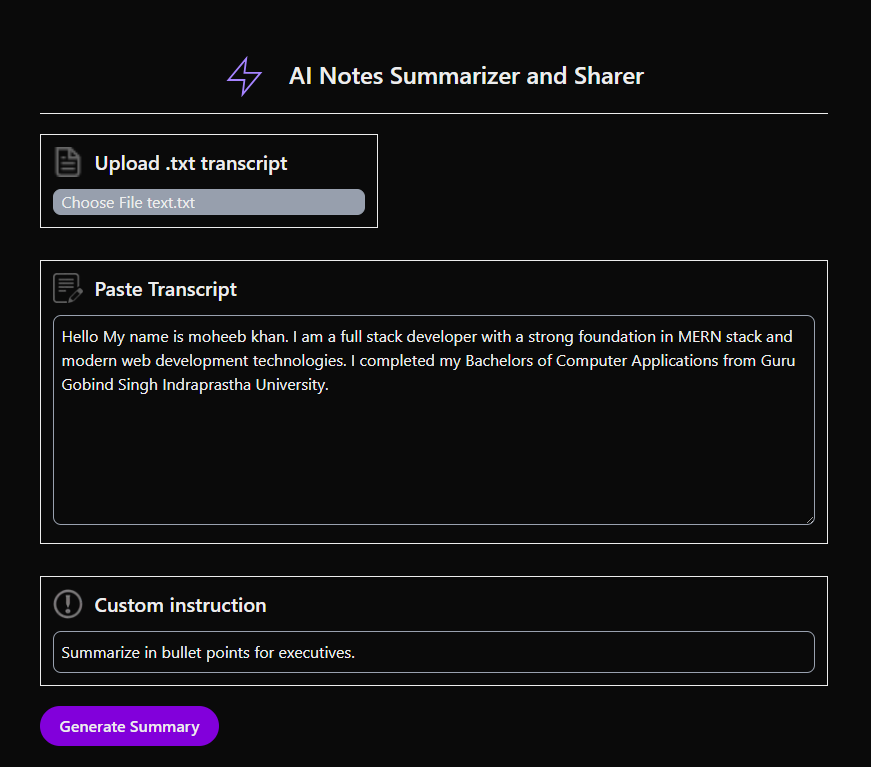 AI Notes Summarizer and Sharer
Upload .txt transcript
Choose File text.txt
Paste Transcript
Hello My name is moheeb khan. I am a full stack developer with a strong foundation in MERN stack and
modern web development technologies. I completed my Bachelors of Computer Applications from Guru
Gobind Singh Indraprastha University.
Custom instruction
Summarize in bullet points for executives.
Generate Summary